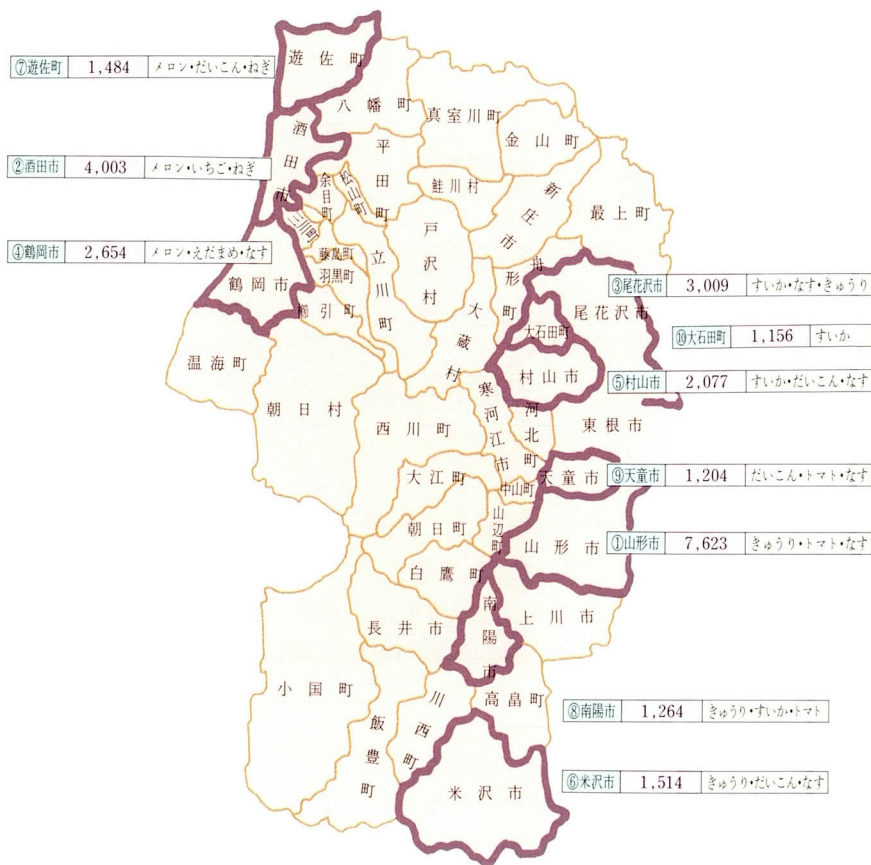 ⑦遊佐町 1,484 メロン・だいこん・ねぎ
②酒田市 4,003 メロン・いちご・ねぎ
④鶴岡市 2,654 メロン・えだまめ・なす
③尾花沢市 3,009 すいか・なす・きゅうり
⑩大石田町 1,156 すいか
⑤村山市 2,077 すいか・だいこん・なす
⑨天童市 1,204 だいこん・トマト・なす
①山形市 7,623 きゅうり・トマト・なす
⑧南陽市 1,264 きゅうり・すいか・トマト
⑥米沢市 1,514 きゅうり・だいこん・なす
遊佐町
八幡町
真室川町
金山町
酒田市
平田町
松山町
余目町
鮭川村
新庄市
最上町
三川町
藤島町
羽黒町
立川町
戸沢村
舟形町
鶴岡市
櫛引町
大蔵村
尾花沢市
大石田町
村山市
温海町
朝日村
西川町
寒河江市
河北町
東根市
大江町
中山町
天童市
朝日町
山辺町
山形市
白鷹町
南陽市
上川市
長井市
小国町
飯豊町
川西町
高畠町
米沢市